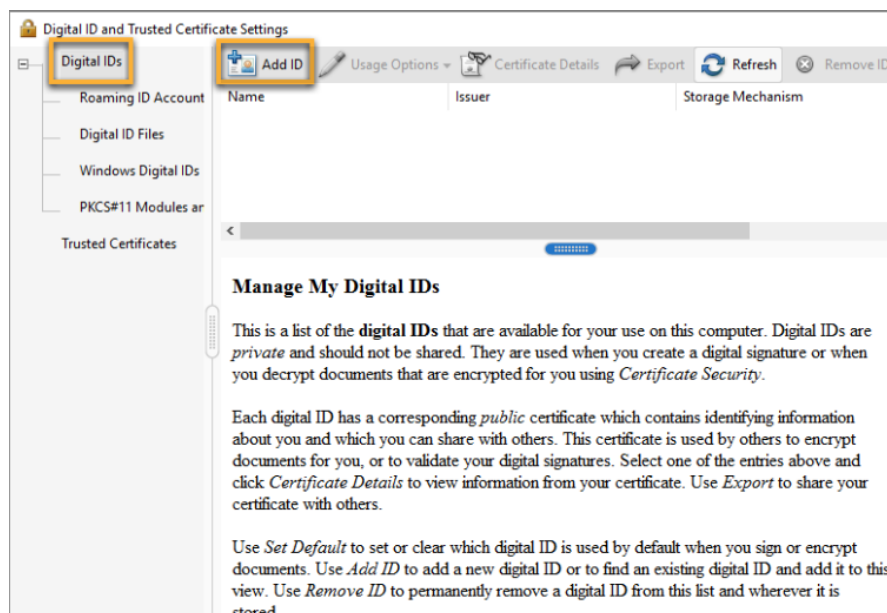 Digital ID and Trusted Certificate Settings
Digital IDs
Add ID Usage Options Certificate Details Export Refresh Remove ID
Roaming ID Account
Name Issuer Storage Mechanism
Digital ID Files
Windows Digital IDs
PKCS#11 Modules ar
Trusted Certificates
Manage My Digital IDs
This is a list of the digital IDs that are available for your use on this computer. Digital IDs are
private and should not be shared. They are used when you create a digital signature or when
you decrypt documents that are encrypted for you using Certificate Security.
Each digital ID has a corresponding public certificate which contains identifying information
about you and which you can share with others. This certificate is used by others to encrypt
documents for you, or to validate your digital signatures. Select one of the entries above and
click Certificate Details to view information from your certificate. Use Export to share your
certificate with others.
Use Set Default to set or clear which digital ID is used by default when you sign or encrypt
documents. Use Add ID to add a new digital ID or to find an existing digital ID and add it to this
view. Use Remove ID to permanently remove a digital ID from this list and wherever it is
stored